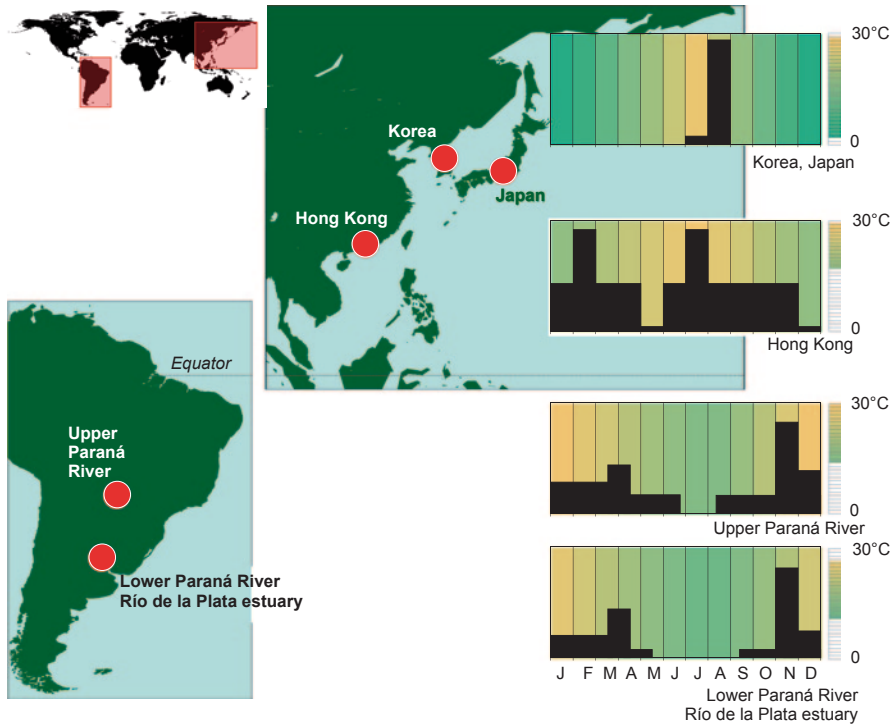 Korea
Japan
Hong Kong
30°C
0
Korea, Japan
30°C
0
Hong Kong
Equator
Upper
Paraná
River
Lower Paraná River
Río de la Plata estuary
30°C
0
Upper Paraná River
30°C
0
J F M A M J J A S O N D
Lower Paraná River
Río de la Plata estuary